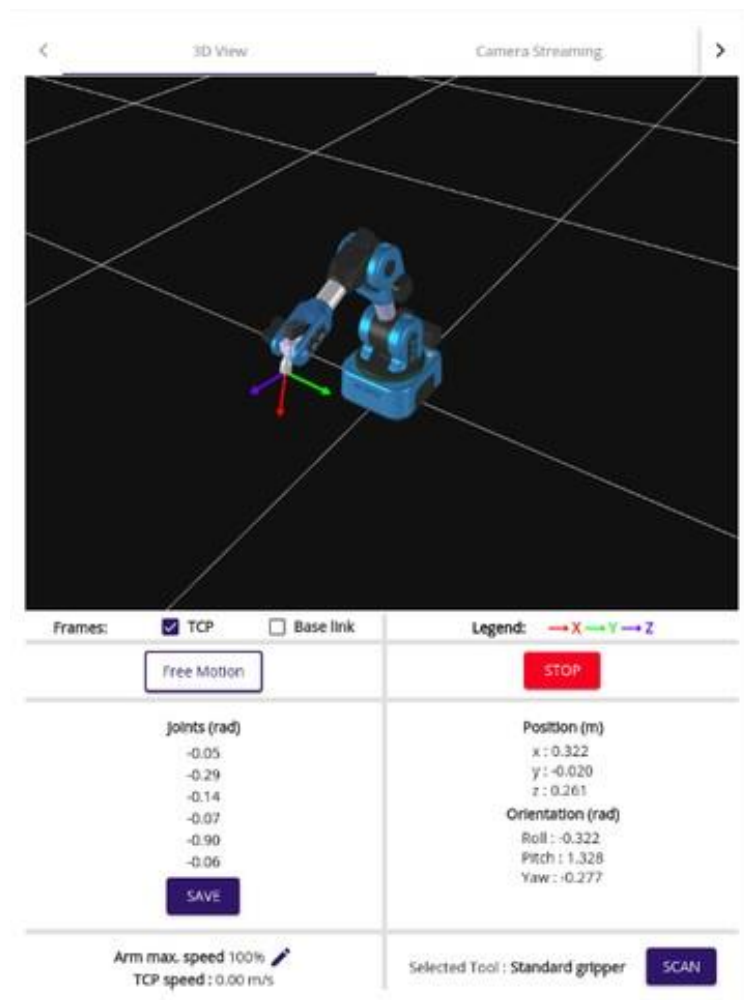 3D View Camera Streaming
Frames: TCP Base link Legend: X Y Z
Free Motion STOP
Joints (rad)
-0.05
-0.29
-0.14
-0.07
-0.90
-0.06
SAVE
Position (m)
x : 0.322
y : -0.020
z : 0.261
Orientation (rad)
Roll : -0.322
Pitch : 1.328
Yaw : -0.277
Arm max. speed 100%
TCP speed : 0.00 m/s
Selected Tool : Standard gripper SCAN